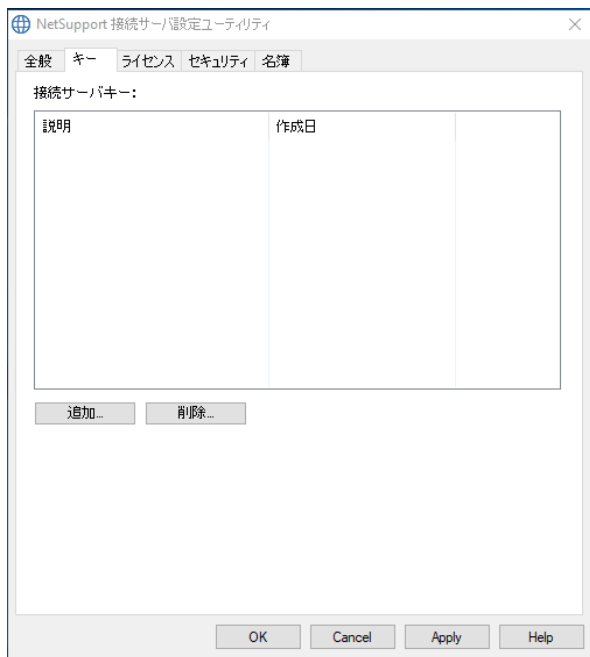 NetSupport 接続サーバ設定ユーティリティ
全般 キー ライセンス セキュリティ 名簿
接続サーバキー:
説明 作成日
追加... 削除...
OK Cancel Apply Help